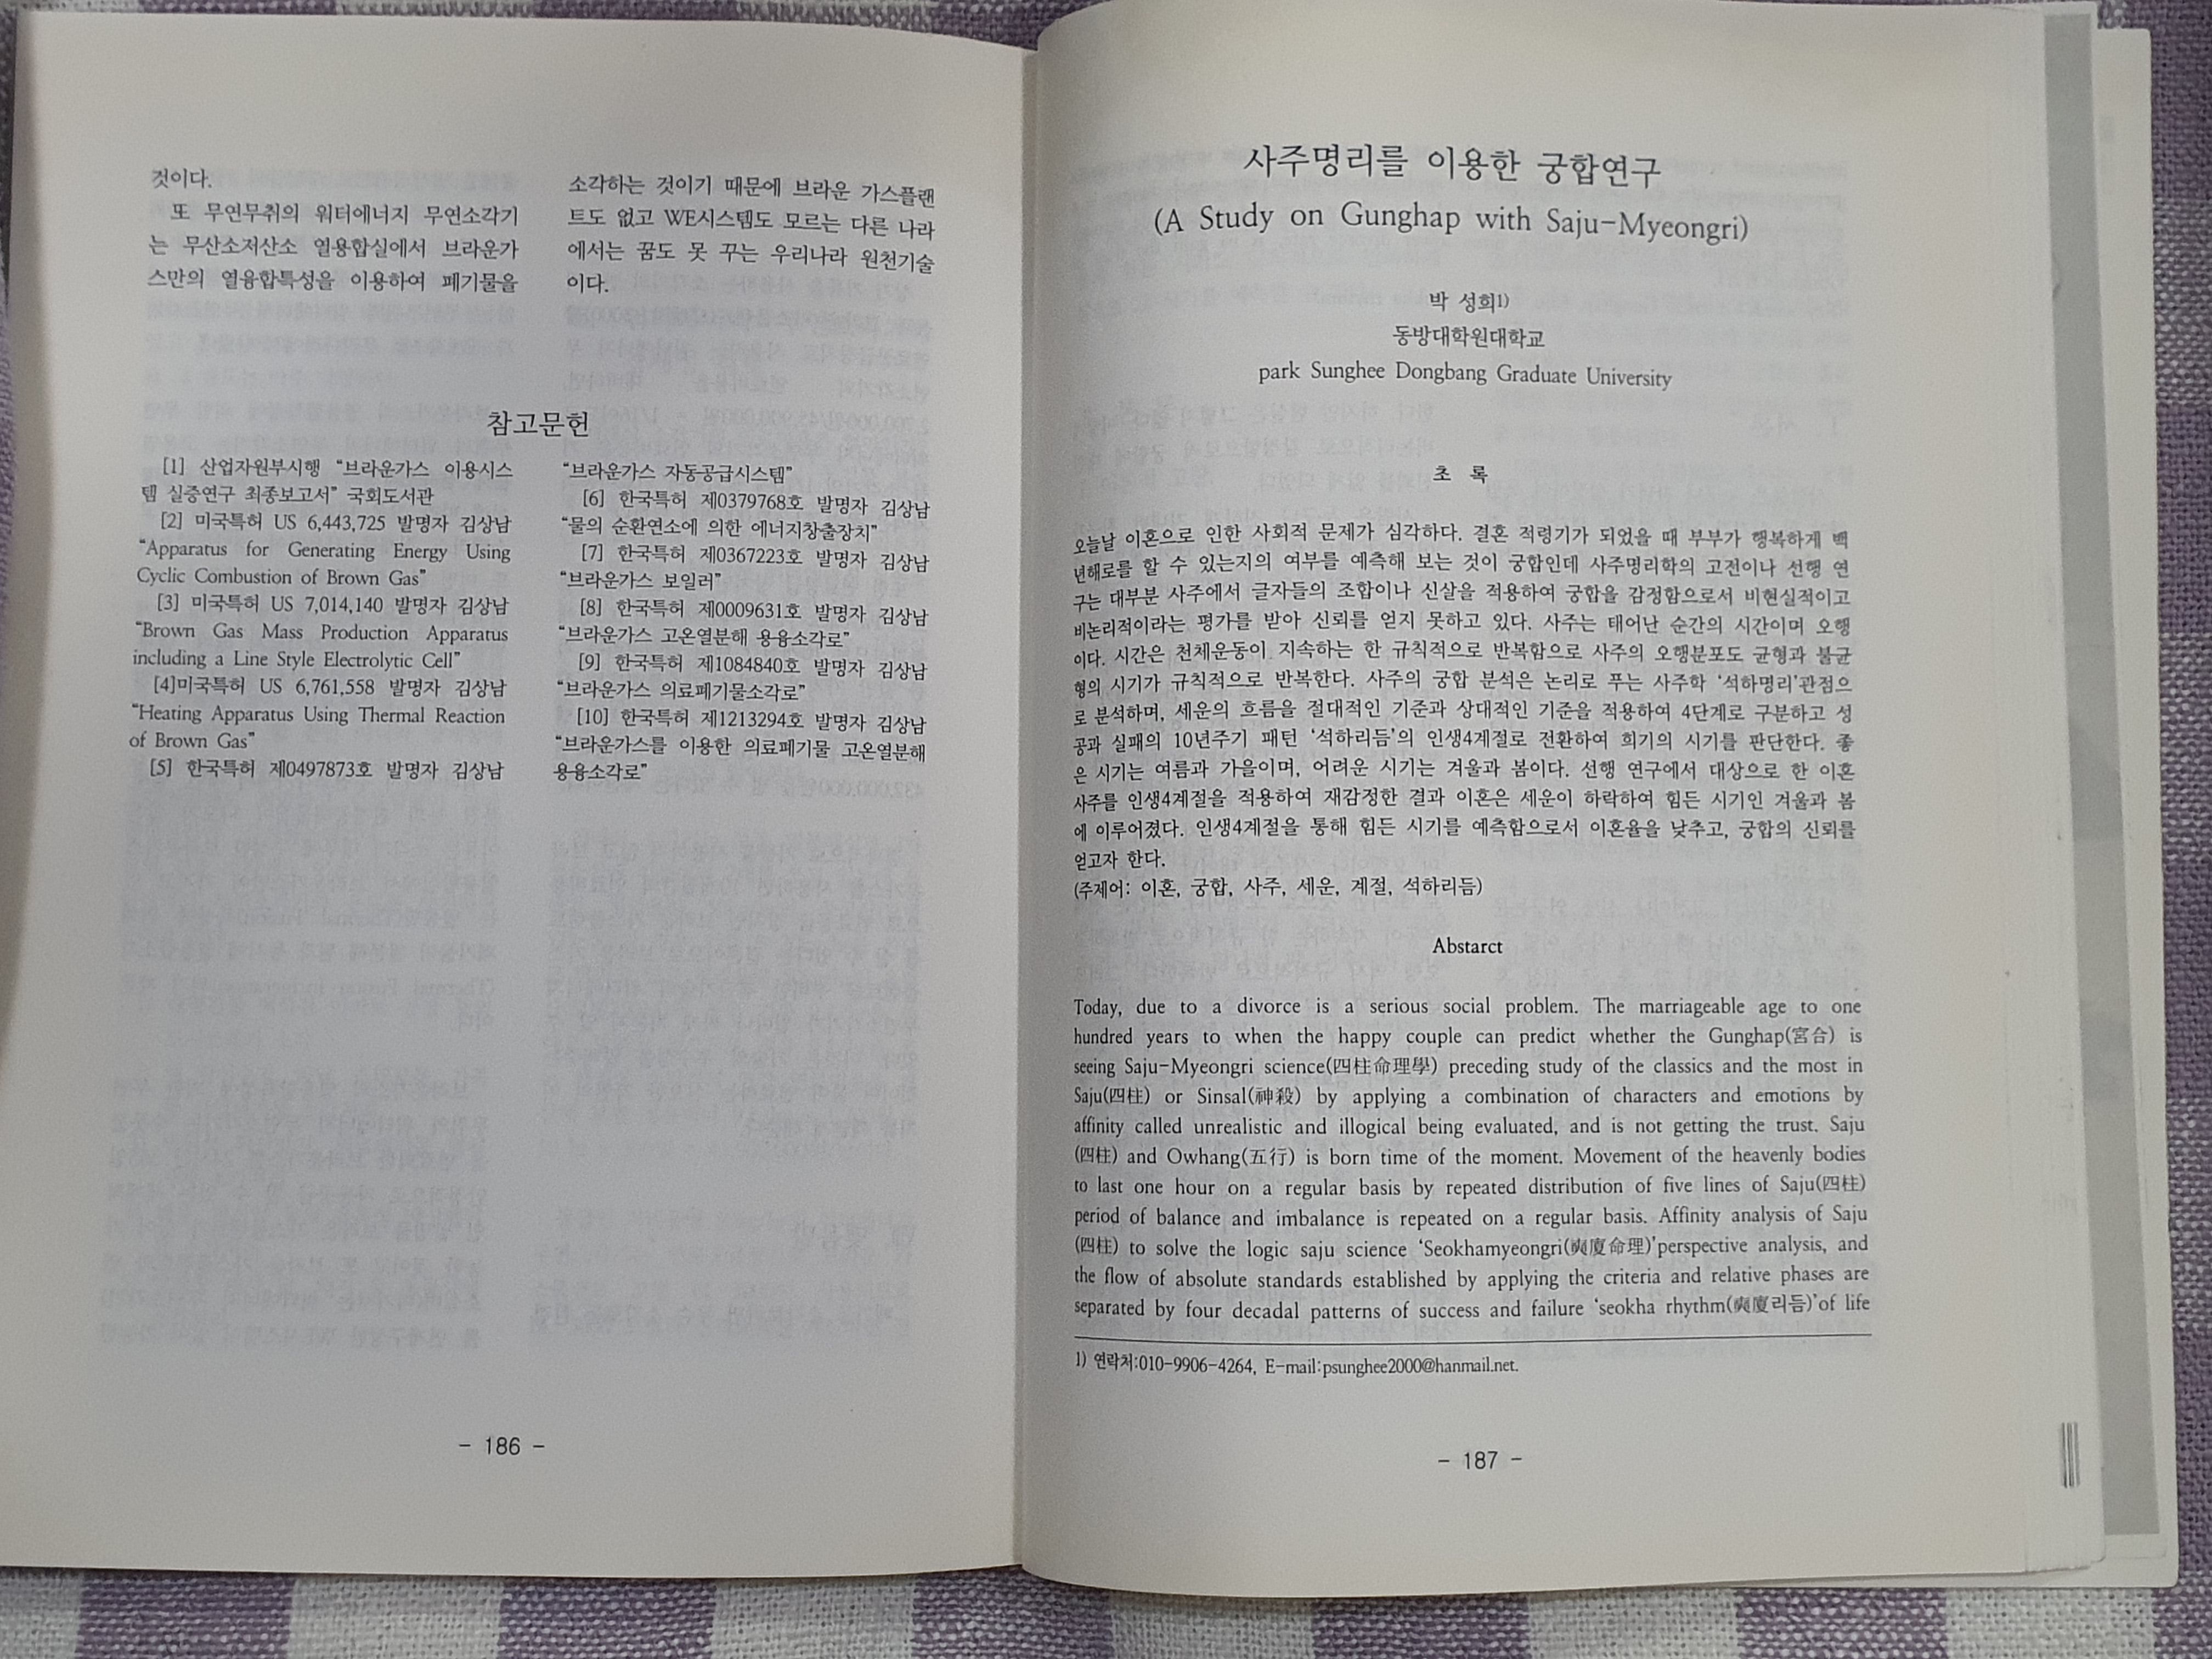 것이다.
또 무연무취의 워터에너지 무연소각기
는 무산소저산소 열용합실에서 브라운가
스만의 열융합특성을 이용하여 폐기물을
소각하는 것이기 때문에 브라운 가스플랜
트도 없고 WE시스템도 모르는 다른 나라
에서는 꿈도 못 꾸는 우리나라 원천기술
이다.
참고문헌
[1] 산업자원부시행 “브라운가스 이용시스
템 실증연구 최종보고서” 국회도서관
[2] 미국특허 US 6,443,725 발명자 김상남
“Apparatus for Generating Energy Using
Cyclic Combustion of Brown Gas”
[3] 미국특허 US 7,014,140 발명자 김상남
“Brown Gas Mass Production Apparatus
including a Line Style Electrolytic Cell”
[4]미국특허 US 6,761,558 발명자 김상남
“Heating Apparatus Using Thermal Reaction
of Brown Gas”
[5] 한국특허 제0497873호 발명자 김상남
“브라운가스 자동공급시스템”
[6] 한국특허 제0379768호 발명자 김상남
“물의 순환연소에 의한 에너지창출장치”
[7] 한국특허 제0367223호 발명자 김상남
“브라운가스 보일러”
[8] 한국특허 제0009631호 발명자 김상남
“브라운가스 고온열분해 용융소각로”
[9] 한국특허 제1084840호 발명자 김상남
“브라운가스 의료폐기물소각로”
[10] 한국특허 제1213294호 발명자 김상남
“브라운가스를 이용한 의료폐기물 고온열분해
용융소각로”
- 186 -
사주명리를 이용한 궁합연구
(A Study on Gunghap with Saju-Myeongri)
박 성희1)
동방대학원대학교
park Sunghee Dongbang Graduate University
초 록
오늘날 이혼으로 인한 사회적 문제가 심각하다. 결혼 적령기가 되었을 때 부부가 행복하게 백
년해로를 할 수 있는지의 여부를 예측해 보는 것이 궁합인데 사주명리학의 고전이나 선행 연
구는 대부분 사주에서 글자들의 조합이나 신살을 적용하여 궁합을 감정함으로서 비현실적이고
비논리적이라는 평가를 받아 신뢰를 얻지 못하고 있다. 사주는 태어난 순간의 시간이며 오행
이다. 시간은 천체운동이 지속하는 한 규칙적으로 반복함으로 사주의 오행분포도 균형과 불균
형의 시기가 규칙적으로 반복한다. 사주의 궁합 분석은 논리로 푸는 사주학 ‘석하명리’관점으
로 분석하며, 세운의 흐름을 절대적인 기준과 상대적인 기준을 적용하여 4단계로 구분하고 성
공과 실패의 10년주기 패턴 ‘석하리듬’의 인생4계절로 전환하여 희기의 시기를 판단한다. 좋
은 시기는 여름과 가을이며, 어려운 시기는 겨울과 봄이다. 선행 연구에서 대상으로 한 이혼
사주를 인생4계절을 적용하여 재감정한 결과 이혼은 세운이 하락하여 힘든 시기인 겨울과 봄
에 이루어졌다. 인생4계절을 통해 힘든 시기를 예측함으로서 이혼율을 낮추고, 궁합의 신뢰를
얻고자 한다.
(주제어: 이혼, 궁합, 사주, 세운, 계절, 석하리듬)
Abstarct
Today, due to a divorce is a serious social problem. The marriageable age to one
hundred years to when the happy couple can predict whether the Gunghap(宮合) is
seeing Saju-Myeongri science(四柱命理學) preceding study of the classics and the most in
Saju(四柱) or Sinsal(神殺) by applying a combination of characters and emotions by
affinity called unrealistic and illogical being evaluated, and is not getting the trust. Saju
(四柱) and Owhang(五行) is born time of the moment. Movement of the heavenly bodies
to last one hour on a regular basis by repeated distribution of five lines of Saju(四柱)
period of balance and imbalance is repeated on a regular basis. Affinity analysis of Saju
(四柱) to solve the logic saju science ‘Seokhamyeongri(奭廈命理)’perspective analysis, and
the flow of absolute standards established by applying the criteria and relative phases are
separated by four decadal patterns of success and failure ‘seokha rhythm(奭廈리듬)’of life
1) 연락처:010-9906-4264, E-mail:psunghee2000@hanmail.net.
- 187 -